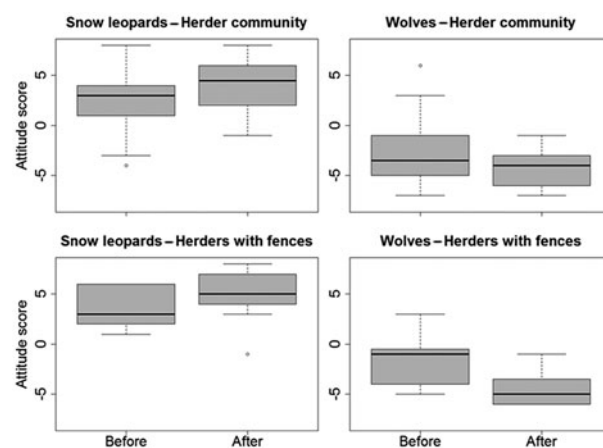 Snow leopards – Herder community
Wolves – Herder community
Attitude score
5
0
-5
5
0
-5
Snow leopards – Herders with fences
Wolves – Herders with fences
Attitude score
5
0
-5
5
0
-5
Before After
Before After